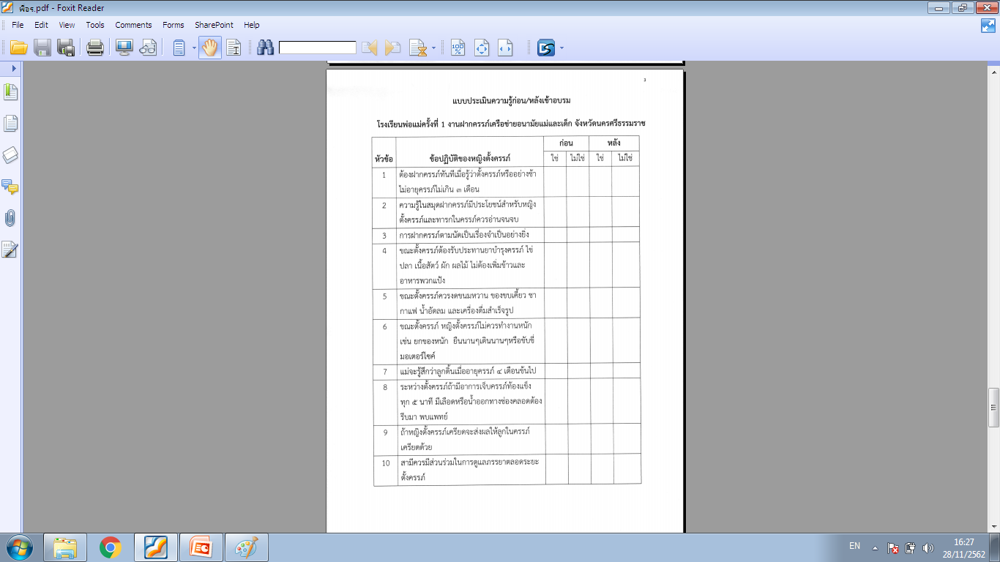 พิจร.pdf - Foxit Reader
File Edit View Tools Comments Forms SharePoint Help
100 %
3
แบบประเมินความรู้ก่อน/หลังเข้าอบรม
โรงเรียนพ่อแม่ครั้งที่ 1 งานฝากครรภ์เครือข่ายอนามัยแม่และเด็ก จังหวัดนครศรีธรรมราช
หัวข้อ ข้อปฏิบัติของหญิงตั้งครรภ์ ก่อน หลัง
ใช่ ไม่ใช่ ใช่ ไม่ใช่
1 ต้องฝากครรภ์ทันทีเมื่อรู้ว่าตั้งครรภ์หรืออย่างช้า
ไม่อายุครรภ์ไม่เกิน ๓ เดือน
2 ความรู้ในสมุดฝากครรภ์มีประโยชน์สำหรับหญิง
ตั้งครรภ์และทารกในครรภ์ควรอ่านจนจบ
3 การฝากครรภ์ตามนัดเป็นเรื่องจำเป็นอย่างยิ่ง
4 ขณะตั้งครรภ์ต้องรับประทานยาบำรุงครรภ์ ไข่
ปลา เนื้อสัตว์ ผัก ผลไม้ ไม่ต้องเพิ่มข้าวและ
อาหารพวกแป้ง
5 ขณะตั้งครรภ์ควรงดขนมหวาน ของขบเคี้ยว ชา
กาแฟ น้ำอัดลม และเครื่องดื่มสำเร็จรูป
6 ขณะตั้งครรภ์ หญิงตั้งครรภ์ไม่ควรทำงานหนัก
เช่น ยกของหนัก ยืนนานๆเดินนานๆหรือขับขี่
มอเตอร์ไซค์
7 แม่จะรู้สึกว่าลูกดิ้นเมื่ออายุครรภ์ ๔ เดือนขึ้นไป
8 ระหว่างตั้งครรภ์ถ้ามีอาการเจ็บครรภ์ท้องแข็ง
ทุก ๕ นาที มีเลือดหรือน้ำออกทางช่องคลอดต้อง
รีบมา พบแพทย์
9 ถ้าหญิงตั้งครรภ์เครียดจะส่งผลให้ลูกในครรภ์
เครียดด้วย
10 สามีควรมีส่วนร่วมในการดูแลภรรยาตลอดระยะ
ตั้งครรภ์
EN
16:27
28/11/2562